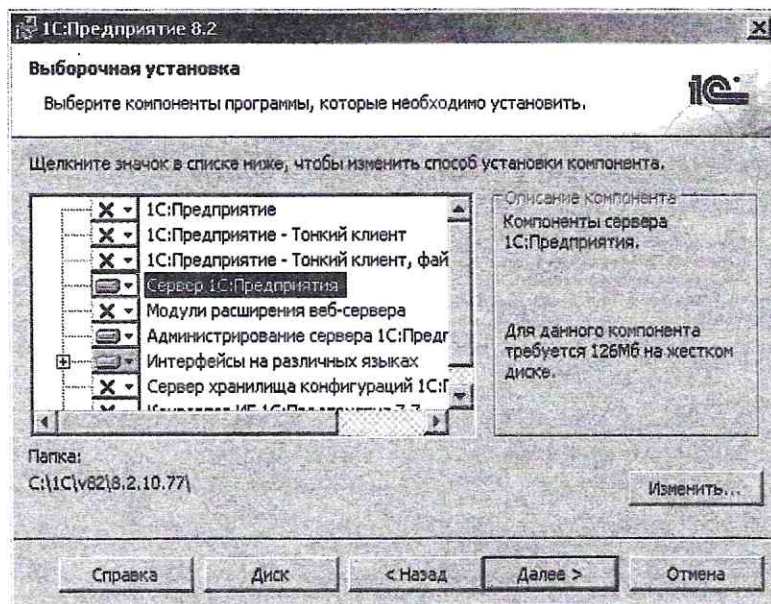 1С:Предприятие 8.2
Выборочная установка
Выберите компоненты программы, которые необходимо установить.
1С
Щелкните значок в списке ниже, чтобы изменить способ установки компонента.
1С:Предприятие
1С:Предприятие - Тонкий клиент
1С:Предприятие - Тонкий клиент, фай
Сервер 1С:Предприятия
Модули расширения веб-сервера
Администрирование сервера 1С:Предг
Интерфейсы на различных языках
Сервер хранилища конфигураций 1С:Г
Описание компонента
Компоненты сервера
1С:Предприятия.
Для данного компонента
требуется 126Мб на жестком
диске.
Папка:
C:\1C\v82\8.2.10.77\
Изменить...
Справка
Диск
< Назад
Далее >
Отмена